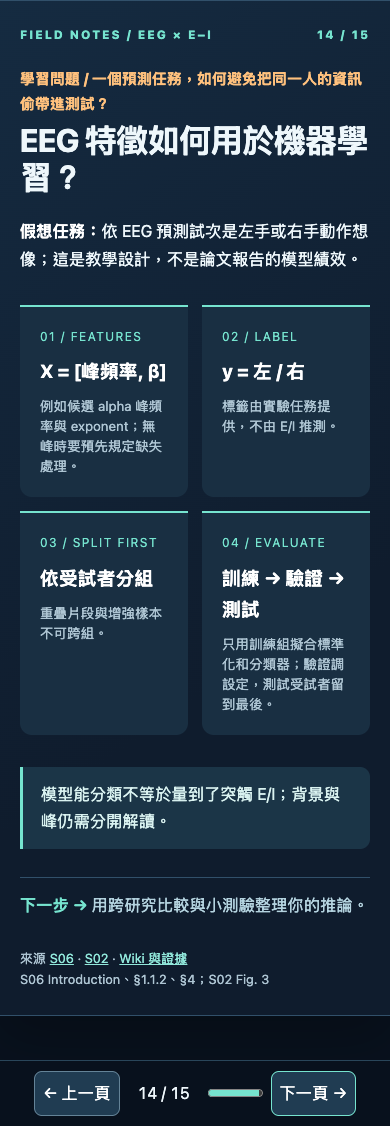 FIELD NOTES / EEG × E–I
14 / 15
學習問題 / 一個預測任務，如何避免把同一人的資訊
偷帶進測試？
EEG 特徵如何用於機器學
習？
假想任務：依 EEG 預測試次是左手或右手動作想
像；這是教學設計，不是論文報告的模型績效。
01 / FEATURES
X = [峰頻率, β]
例如候選 alpha 峰頻
率與 exponent；無
峰時要預先規定缺失
處理。
02 / LABEL
y = 左 / 右
標籤由實驗任務提
供，不由 E/I 推測。
03 / SPLIT FIRST
依受試者分組
重疊片段與增強樣本
不可跨組。
04 / EVALUATE
訓練 → 驗證 →
測試
只用訓練組擬合標準
化和分類器；驗證調
設定，測試受試者留
到最後。
模型能分類不等於量到了突觸 E/I；背景與
峰仍需分開解讀。
下一步 → 用跨研究比較與小測驗整理你的推論。
來源 S06 · S02 · Wiki 與證據
S06 Introduction、§1.1.2、§4；S02 Fig. 3
← 上一頁
14 / 15
下一頁 →